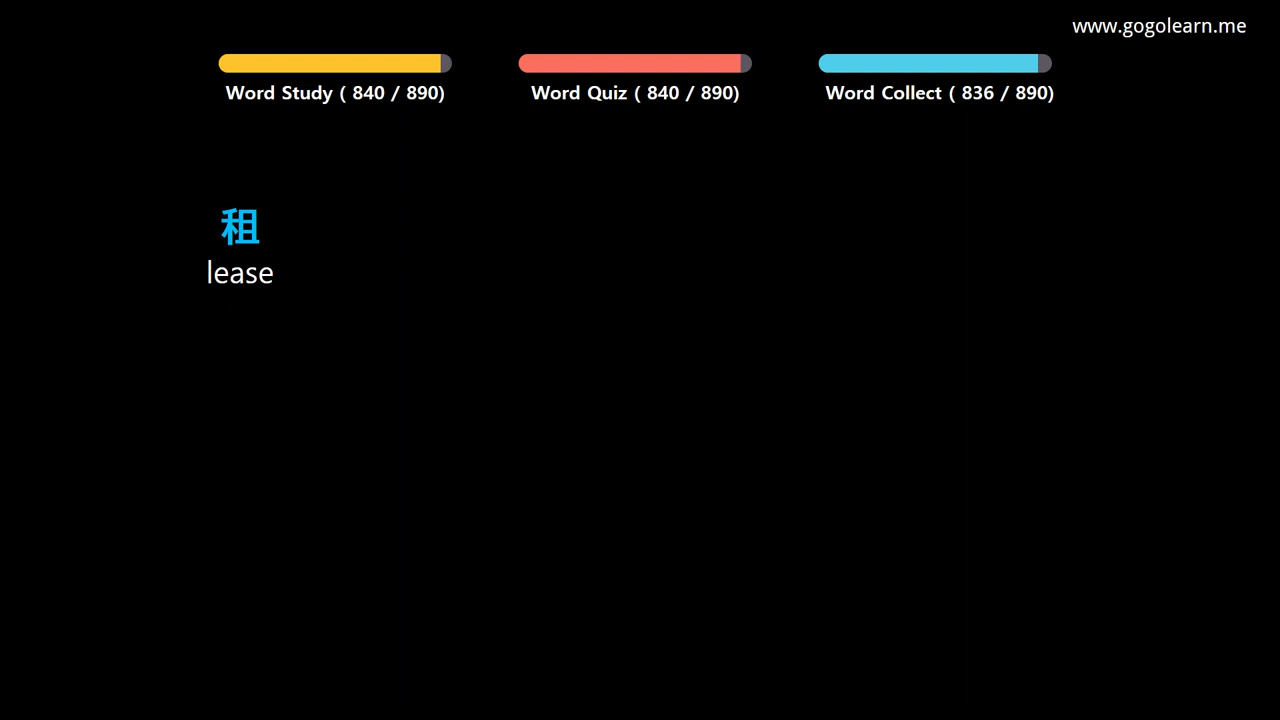 www.gogolearn.me
Word Study ( 840 / 890)
Word Quiz ( 840 / 890)
Word Collect ( 836 / 890)
租
lease